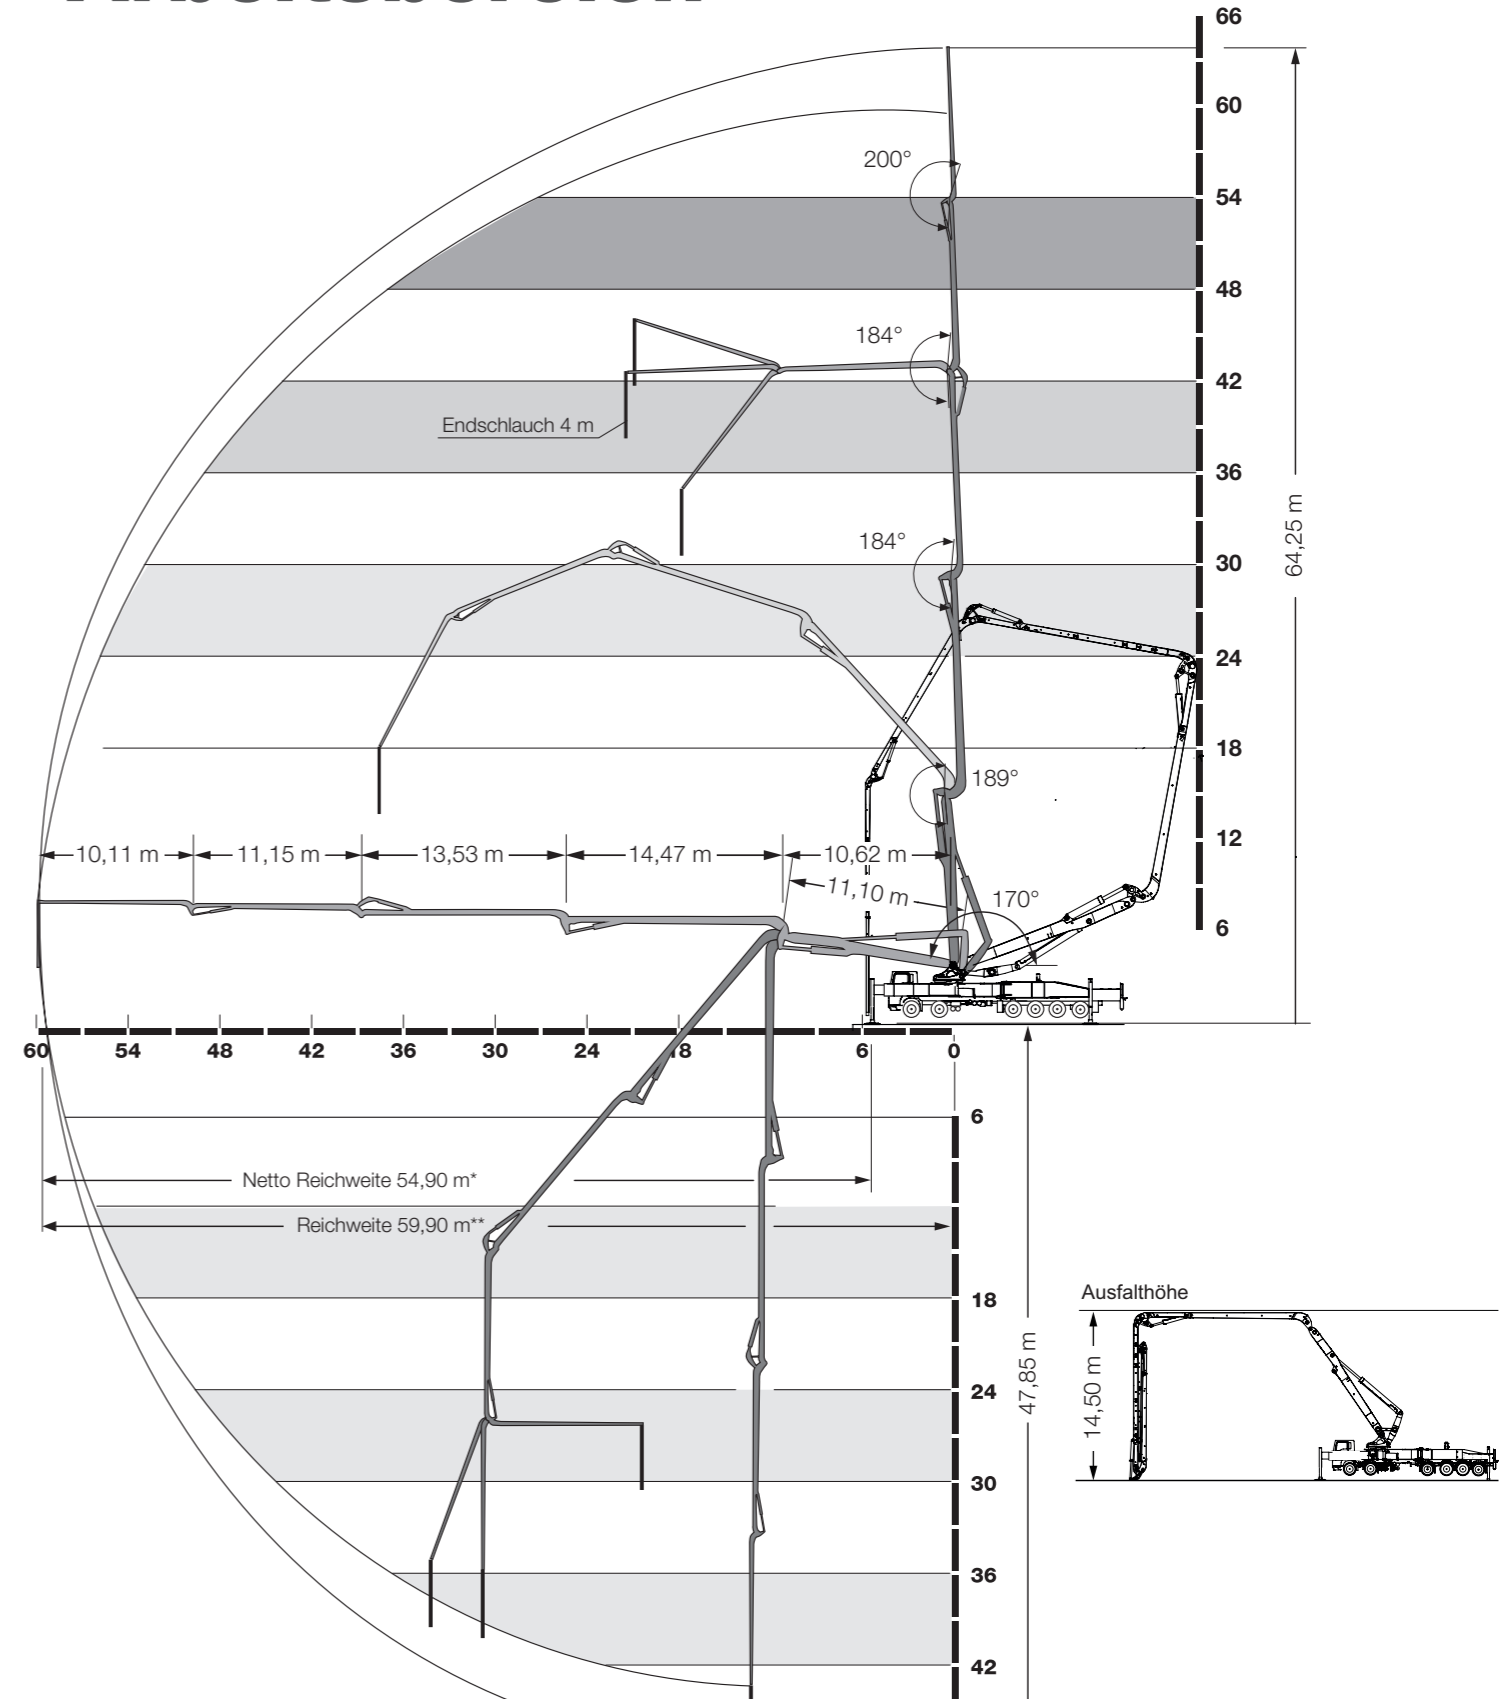 Arbeitsbereich
66
60
200°
54
48
184°
42
Endschlauch 4 m
36
64,25 m
184°
30
24
18
189°
12
10,11 m
11,15 m
13,53 m
14,47 m
10,62 m
11,10 m
170°
6
60
54
48
42
36
30
24
18
6
0
6
Netto Reichweite 54,90 m*
Reichweite 59,90 m**
18
Ausfalthöhe
14,50 m
47,85 m
24
30
36
42